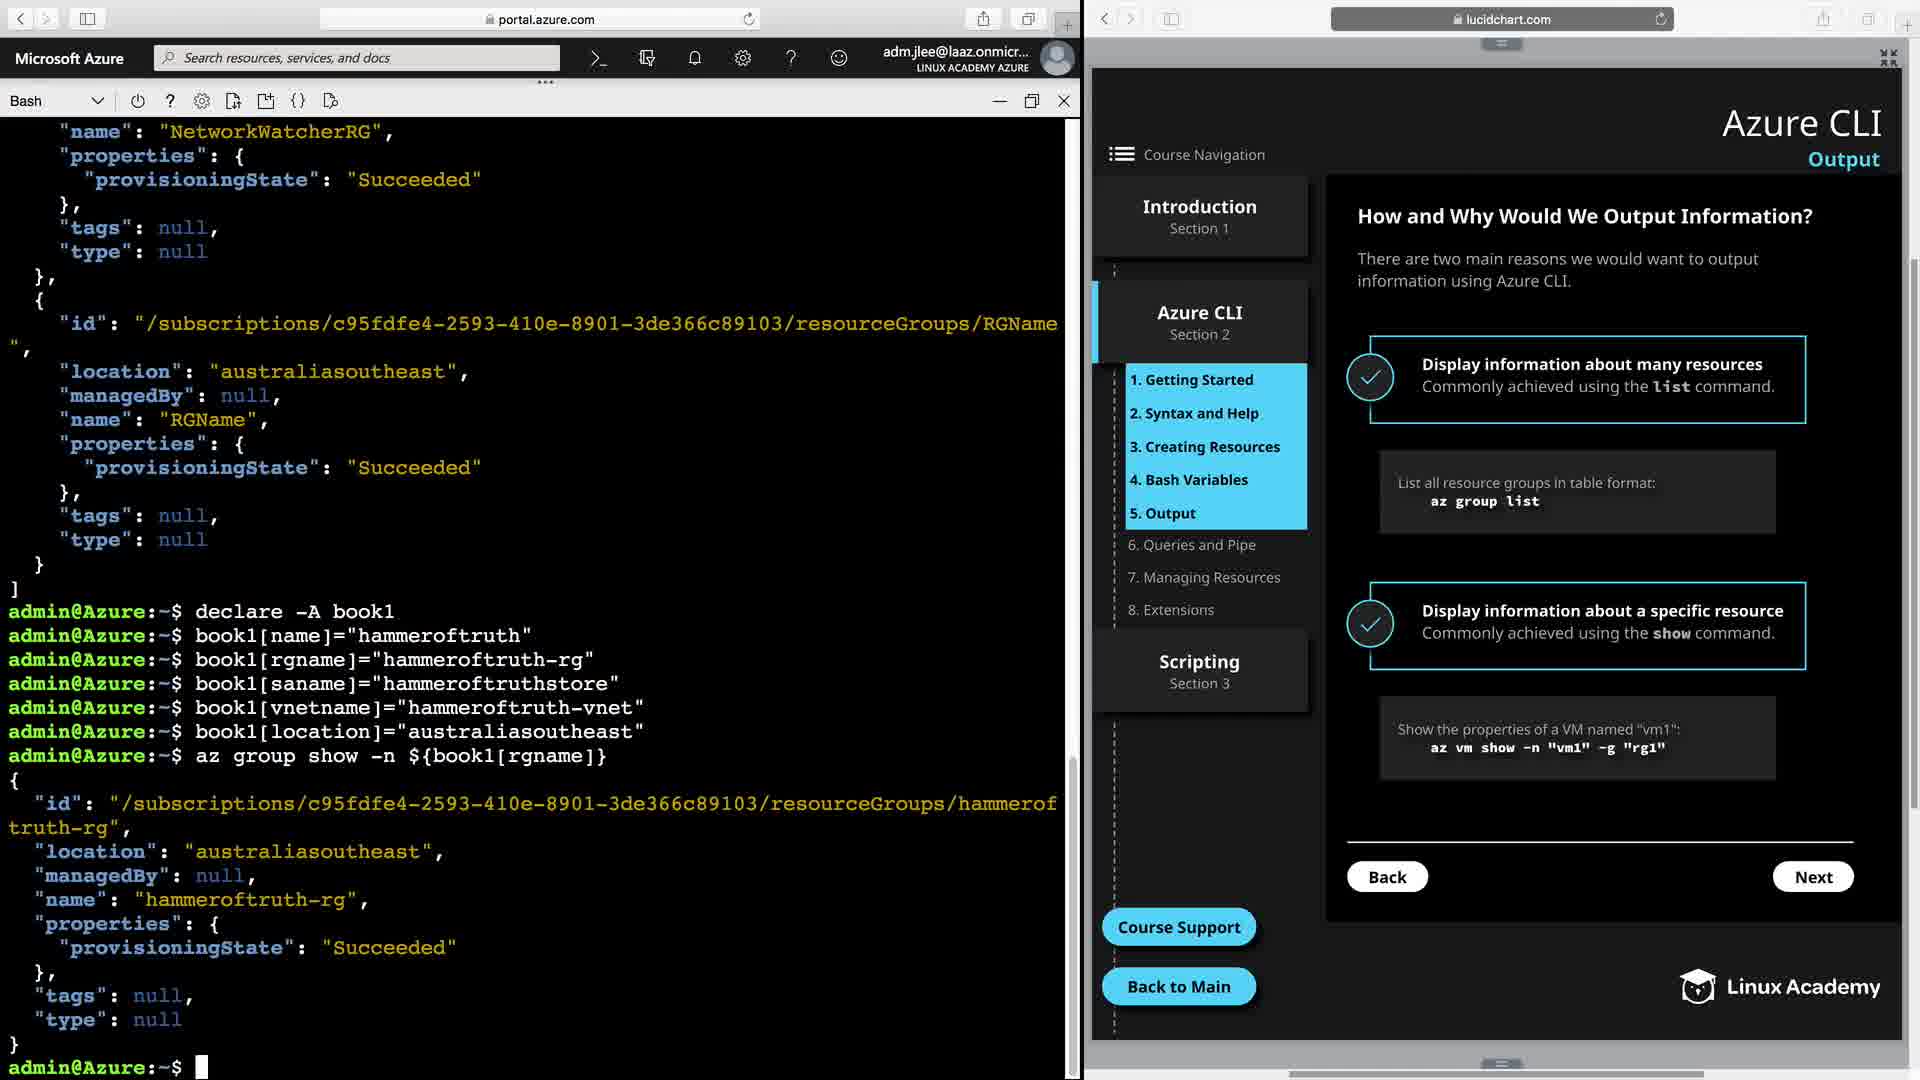 portal.azure.com
Microsoft Azure
Search resources, services, and docs
adm.jlee@laaz.onmicr...
LINUX ACADEMY AZURE
Bash
"name": "NetworkWatcherRG",
"properties": {
"provisioningState": "Succeeded"
},
"tags": null,
"type": null
},
{
"id": "/subscriptions/c95fdfe4-2593-410e-8901-3de366c89103/resourceGroups/RGName
",
"location": "australiasoutheast",
"managedBy": null,
"name": "RGName",
"properties": {
"provisioningState": "Succeeded"
},
"tags": null,
"type": null
}
]
admin@Azure:~$ declare -A book1
admin@Azure:~$ book1[name]="hammeroftruth"
admin@Azure:~$ book1[rgname]="hammeroftruth-rg"
admin@Azure:~$ book1[saname]="hammeroftruthstore"
admin@Azure:~$ book1[vnetname]="hammeroftruth-vnet"
admin@Azure:~$ book1[location]="australiasoutheast"
admin@Azure:~$ az group show -n ${book1[rgname]}
{
"id": "/subscriptions/c95fdfe4-2593-410e-8901-3de366c89103/resourceGroups/hammerof
truth-rg",
"location": "australiasoutheast",
"managedBy": null,
"name": "hammeroftruth-rg",
"properties": {
"provisioningState": "Succeeded"
},
"tags": null,
"type": null
}
admin@Azure:~$
lucidchart.com
Azure CLI
Output
Course Navigation
Introduction
Section 1
Azure CLI
Section 2
1. Getting Started
2. Syntax and Help
3. Creating Resources
4. Bash Variables
5. Output
6. Queries and Pipe
7. Managing Resources
8. Extensions
Scripting
Section 3
Course Support
Back to Main
How and Why Would We Output Information?
There are two main reasons we would want to output
information using Azure CLI.
Display information about many resources
Commonly achieved using the list command.
List all resource groups in table format:
az group list
Display information about a specific resource
Commonly achieved using the show command.
Show the properties of a VM named "vm1":
az vm show -n "vm1" -g "rg1"
Back
Next
Linux Academy